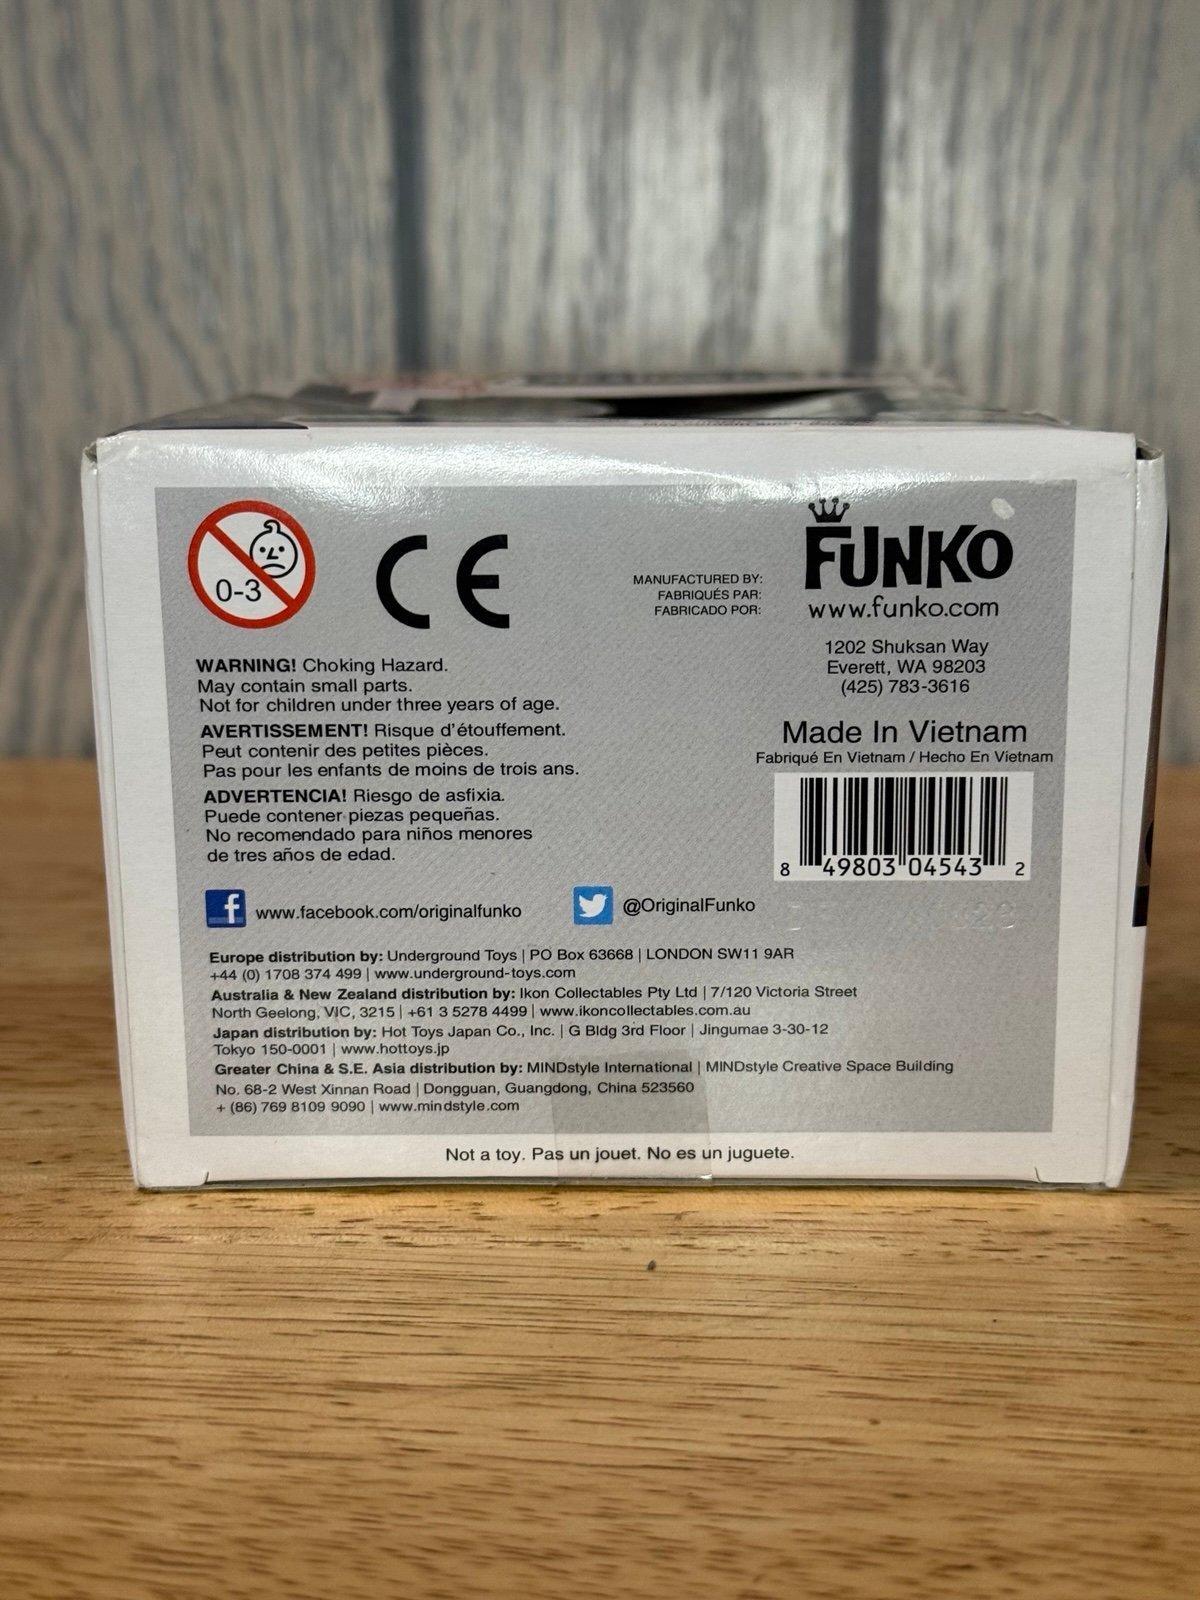 0-3
CE
MANUFACTURED BY:
FABRIQUÉS PAR:
FABRICADO POR:
FUNKO
www.funko.com
1202 Shuksan Way
Everett, WA 98203
(425) 783-3616
WARNING! Choking Hazard.
May contain small parts.
Not for children under three years of age.
AVERTISSEMENT! Risque d'étouffement.
Peut contenir des petites pièces.
Pas pour les enfants de moins de trois ans.
ADVERTENCIA! Riesgo de asfixia.
Puede contener piezas pequeñas.
No recomendado para niños menores
de tres años de edad.
Made In Vietnam
Fabriqué En Vietnam / Hecho En Vietnam
8 49803 04543 2
www.facebook.com/originalfunko
@OriginalFunko
Europe distribution by: Underground Toys | PO Box 63668 | LONDON SW11 9AR
+44 (0) 1708 374 499 | www.underground-toys.com
Australia & New Zealand distribution by: Ikon Collectables Pty Ltd | 7/120 Victoria Street
North Geelong, VIC, 3215 | +61 3 5278 4499 | www.ikoncollectables.com.au
Japan distribution by: Hot Toys Japan Co., Inc. | G Bldg 3rd Floor | Jingumae 3-30-12
Tokyo 150-0001 | www.hottoys.jp
Greater China & S.E. Asia distribution by: MINDstyle International | MINDstyle Creative Space Building
No. 68-2 West Xinnan Road | Dongguan, Guangdong, China 523560
+ (86) 769 8109 9090 | www.mindstyle.com
Not a toy. Pas un jouet. No es un juguete.